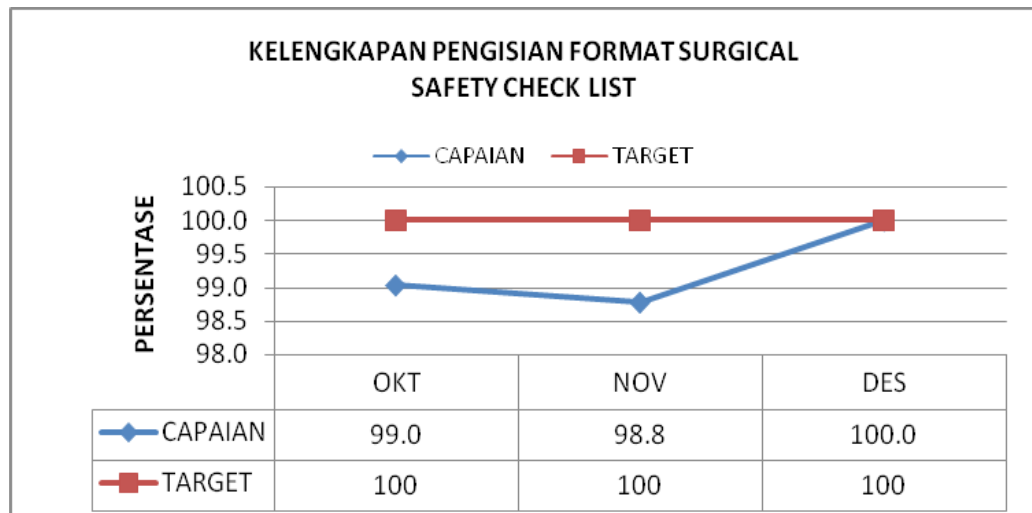 KELENGKAPAN PENGISIAN FORMAT SURGICAL
SAFETY CHECK LIST
CAPAIAN TARGET
PERSENTASE
100.5
100.0
99.5
99.0
98.5
98.0
OKT NOV DES
CAPAIAN 99.0 98.8 100.0
TARGET 100 100 100